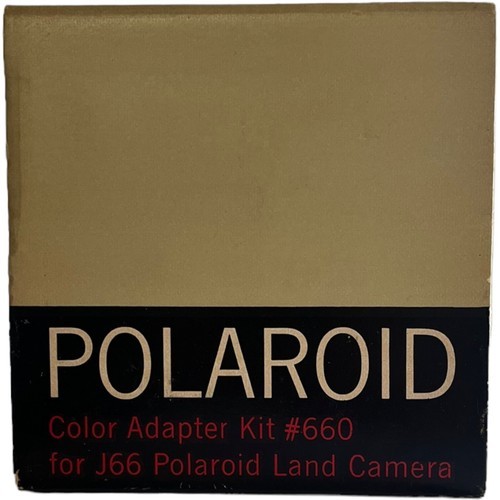 POLAROID
Color Adapter Kit #660
for J66 Polaroid Land Camera